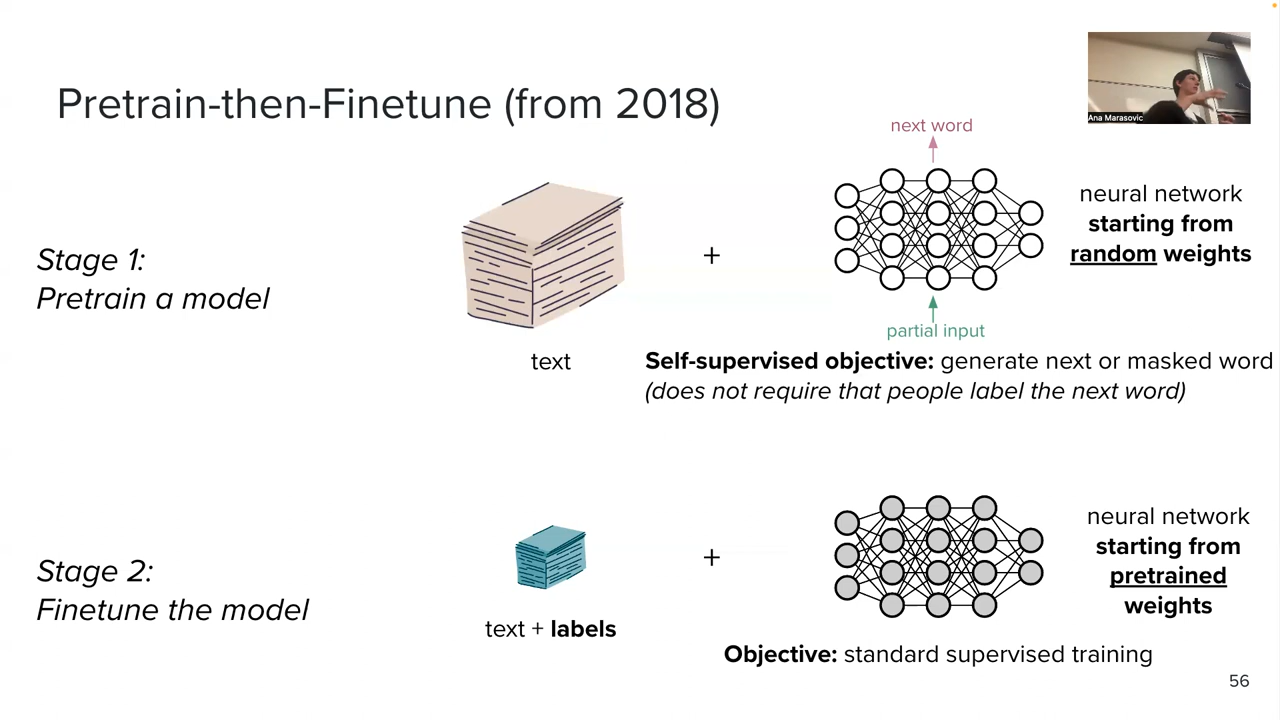 Pretrain-then-Finetune (from 2018)
Ana Marasovic
next word
neural network
starting from
random weights
Stage 1:
Pretrain a model
+
partial input
text
Self-supervised objective: generate next or masked word
(does not require that people label the next word)
neural network
starting from
pretrained
weights
Stage 2:
Finetune the model
+
text + labels
Objective: standard supervised training
56